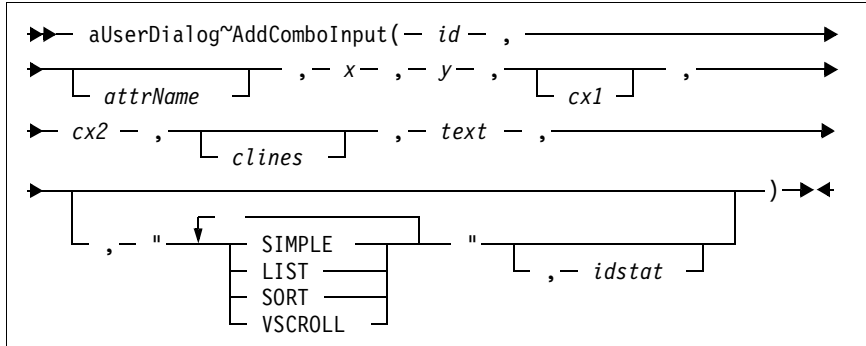 aUserDialog~AddComboInput( id ,
attrName , x , y , cx1 ,
cx2 , clines , text ,
, " SIMPLE " )
LIST , idstat
SORT
VSCROLL